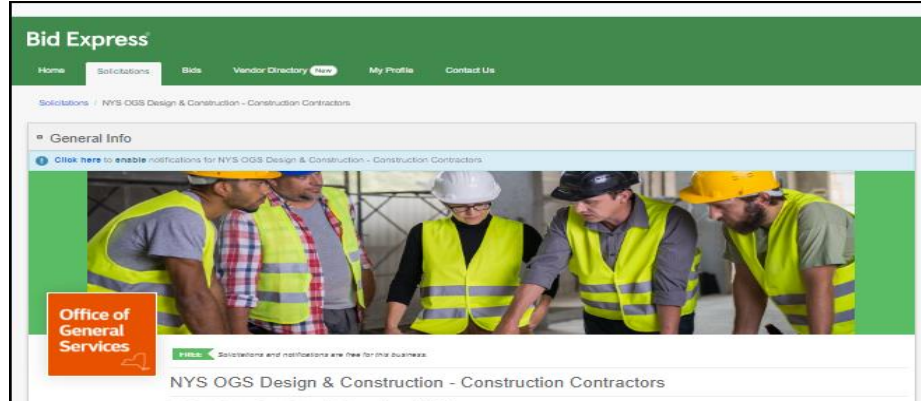 Bid Express
Home Solicitations Bids Vendor Directory New My Profile Contact Us
Solicitations / NYS OGS Design & Construction - Construction Contractors
General Info
Click here to enable notifications for NYS OGS Design & Construction - Construction Contractors
Office of
General
Services
FREE Solicitations and notifications are free for this business.
NYS OGS Design & Construction - Construction Contractors